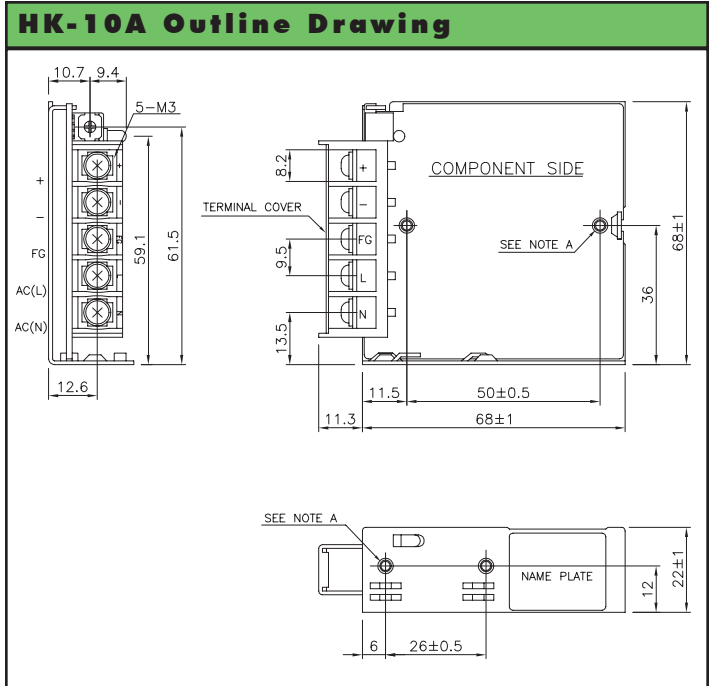 HK-10A Outline Drawing
10.7
9.4
5-M3
+
-
FG
AC(L)
AC(N)
+
-
FG
L
N
59.1
61.5
12.6
8.2
TERMINAL COVER
9.5
13.5
+
-
FG
L
N
COMPONENT SIDE
SEE NOTE A
36
68±1
11.5
50±0.5
11.3
68±1
SEE NOTE A
NAME PLATE
12
22±1
6
26±0.5